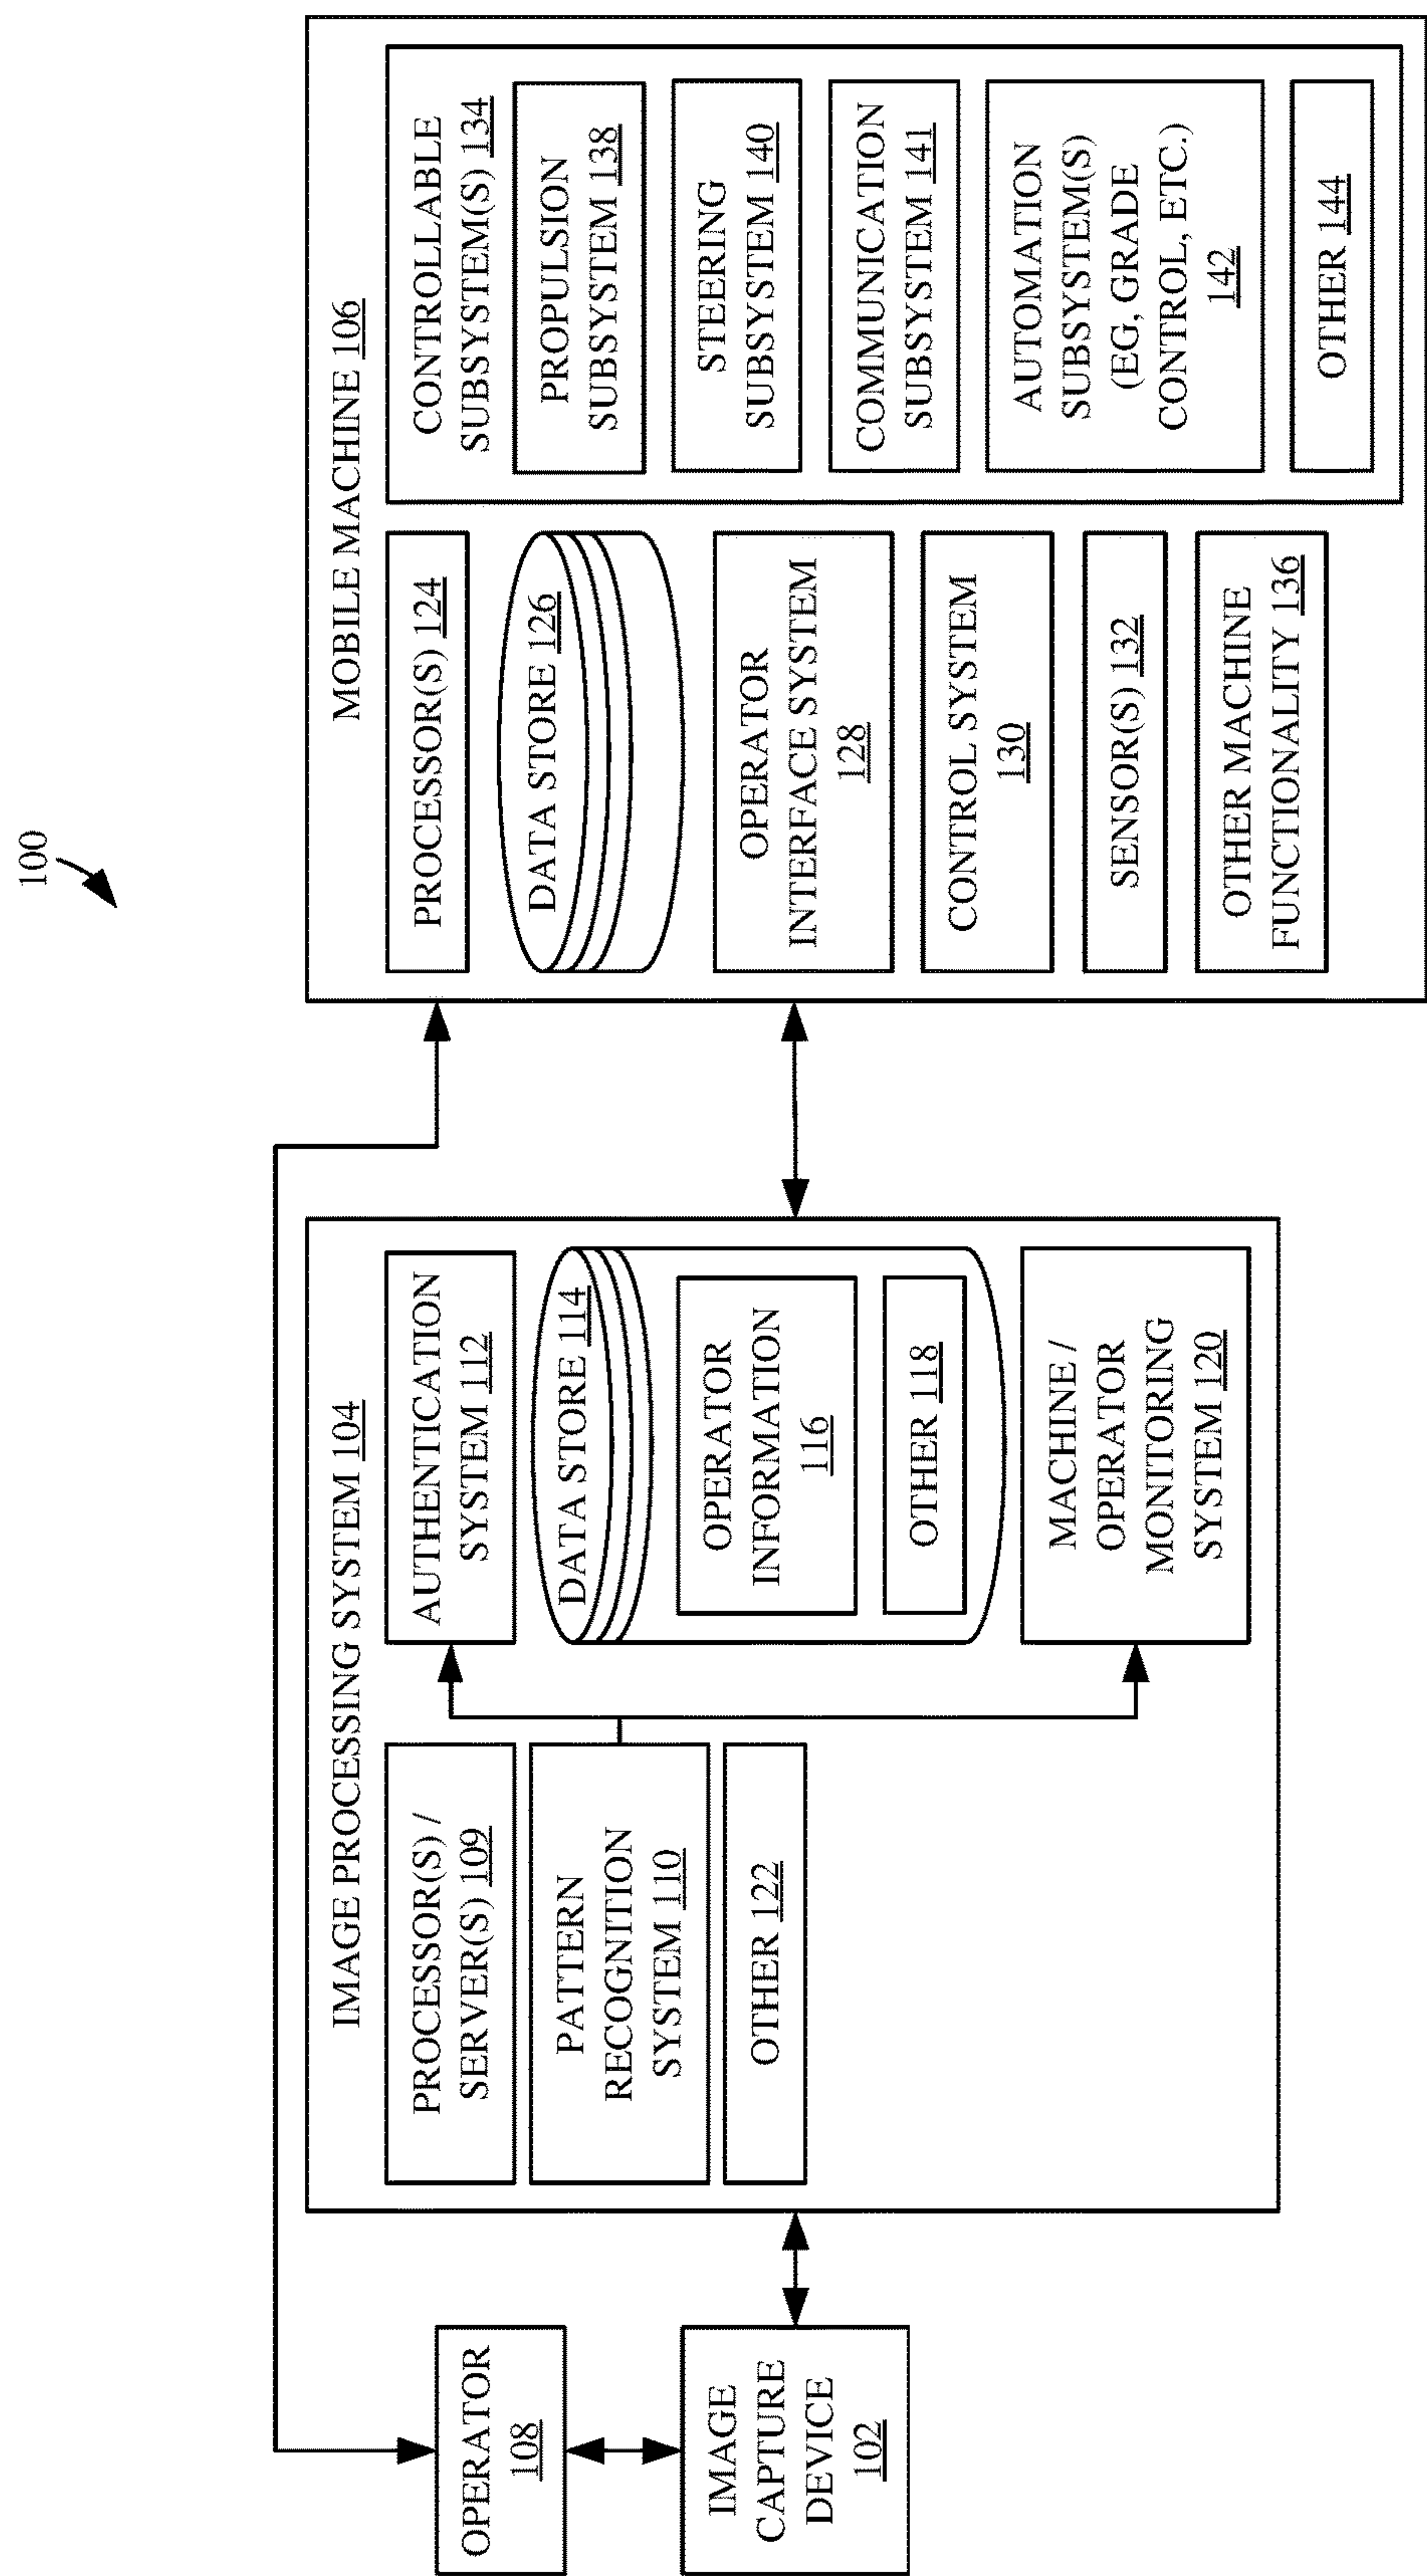 100
OPERATOR
108
IMAGE
CAPTURE
DEVICE
102
IMAGE PROCESSING SYSTEM 104
PROCESSOR(S) /
SERVER(S) 109
PATTERN
RECOGNITION
SYSTEM 110
OTHER 122
AUTHENTICATION
SYSTEM 112
DATA STORE 114
OPERATOR
INFORMATION
116
OTHER 118
MACHINE /
OPERATOR
MONITORING
SYSTEM 120
MOBILE MACHINE 106
PROCESSOR(S) 124
DATA STORE 126
OPERATOR
INTERFACE SYSTEM
128
CONTROL SYSTEM
130
SENSOR(S) 132
OTHER MACHINE
FUNCTIONALITY 136
CONTROLLABLE
SUBSYSTEM(S) 134
PROPULSION
SUBSYSTEM 138
STEERING
SUBSYSTEM 140
COMMUNICATION
SUBSYSTEM 141
AUTOMATION
SUBSYSTEM(S)
(EG, GRADE
CONTROL, ETC.)
142
OTHER 144